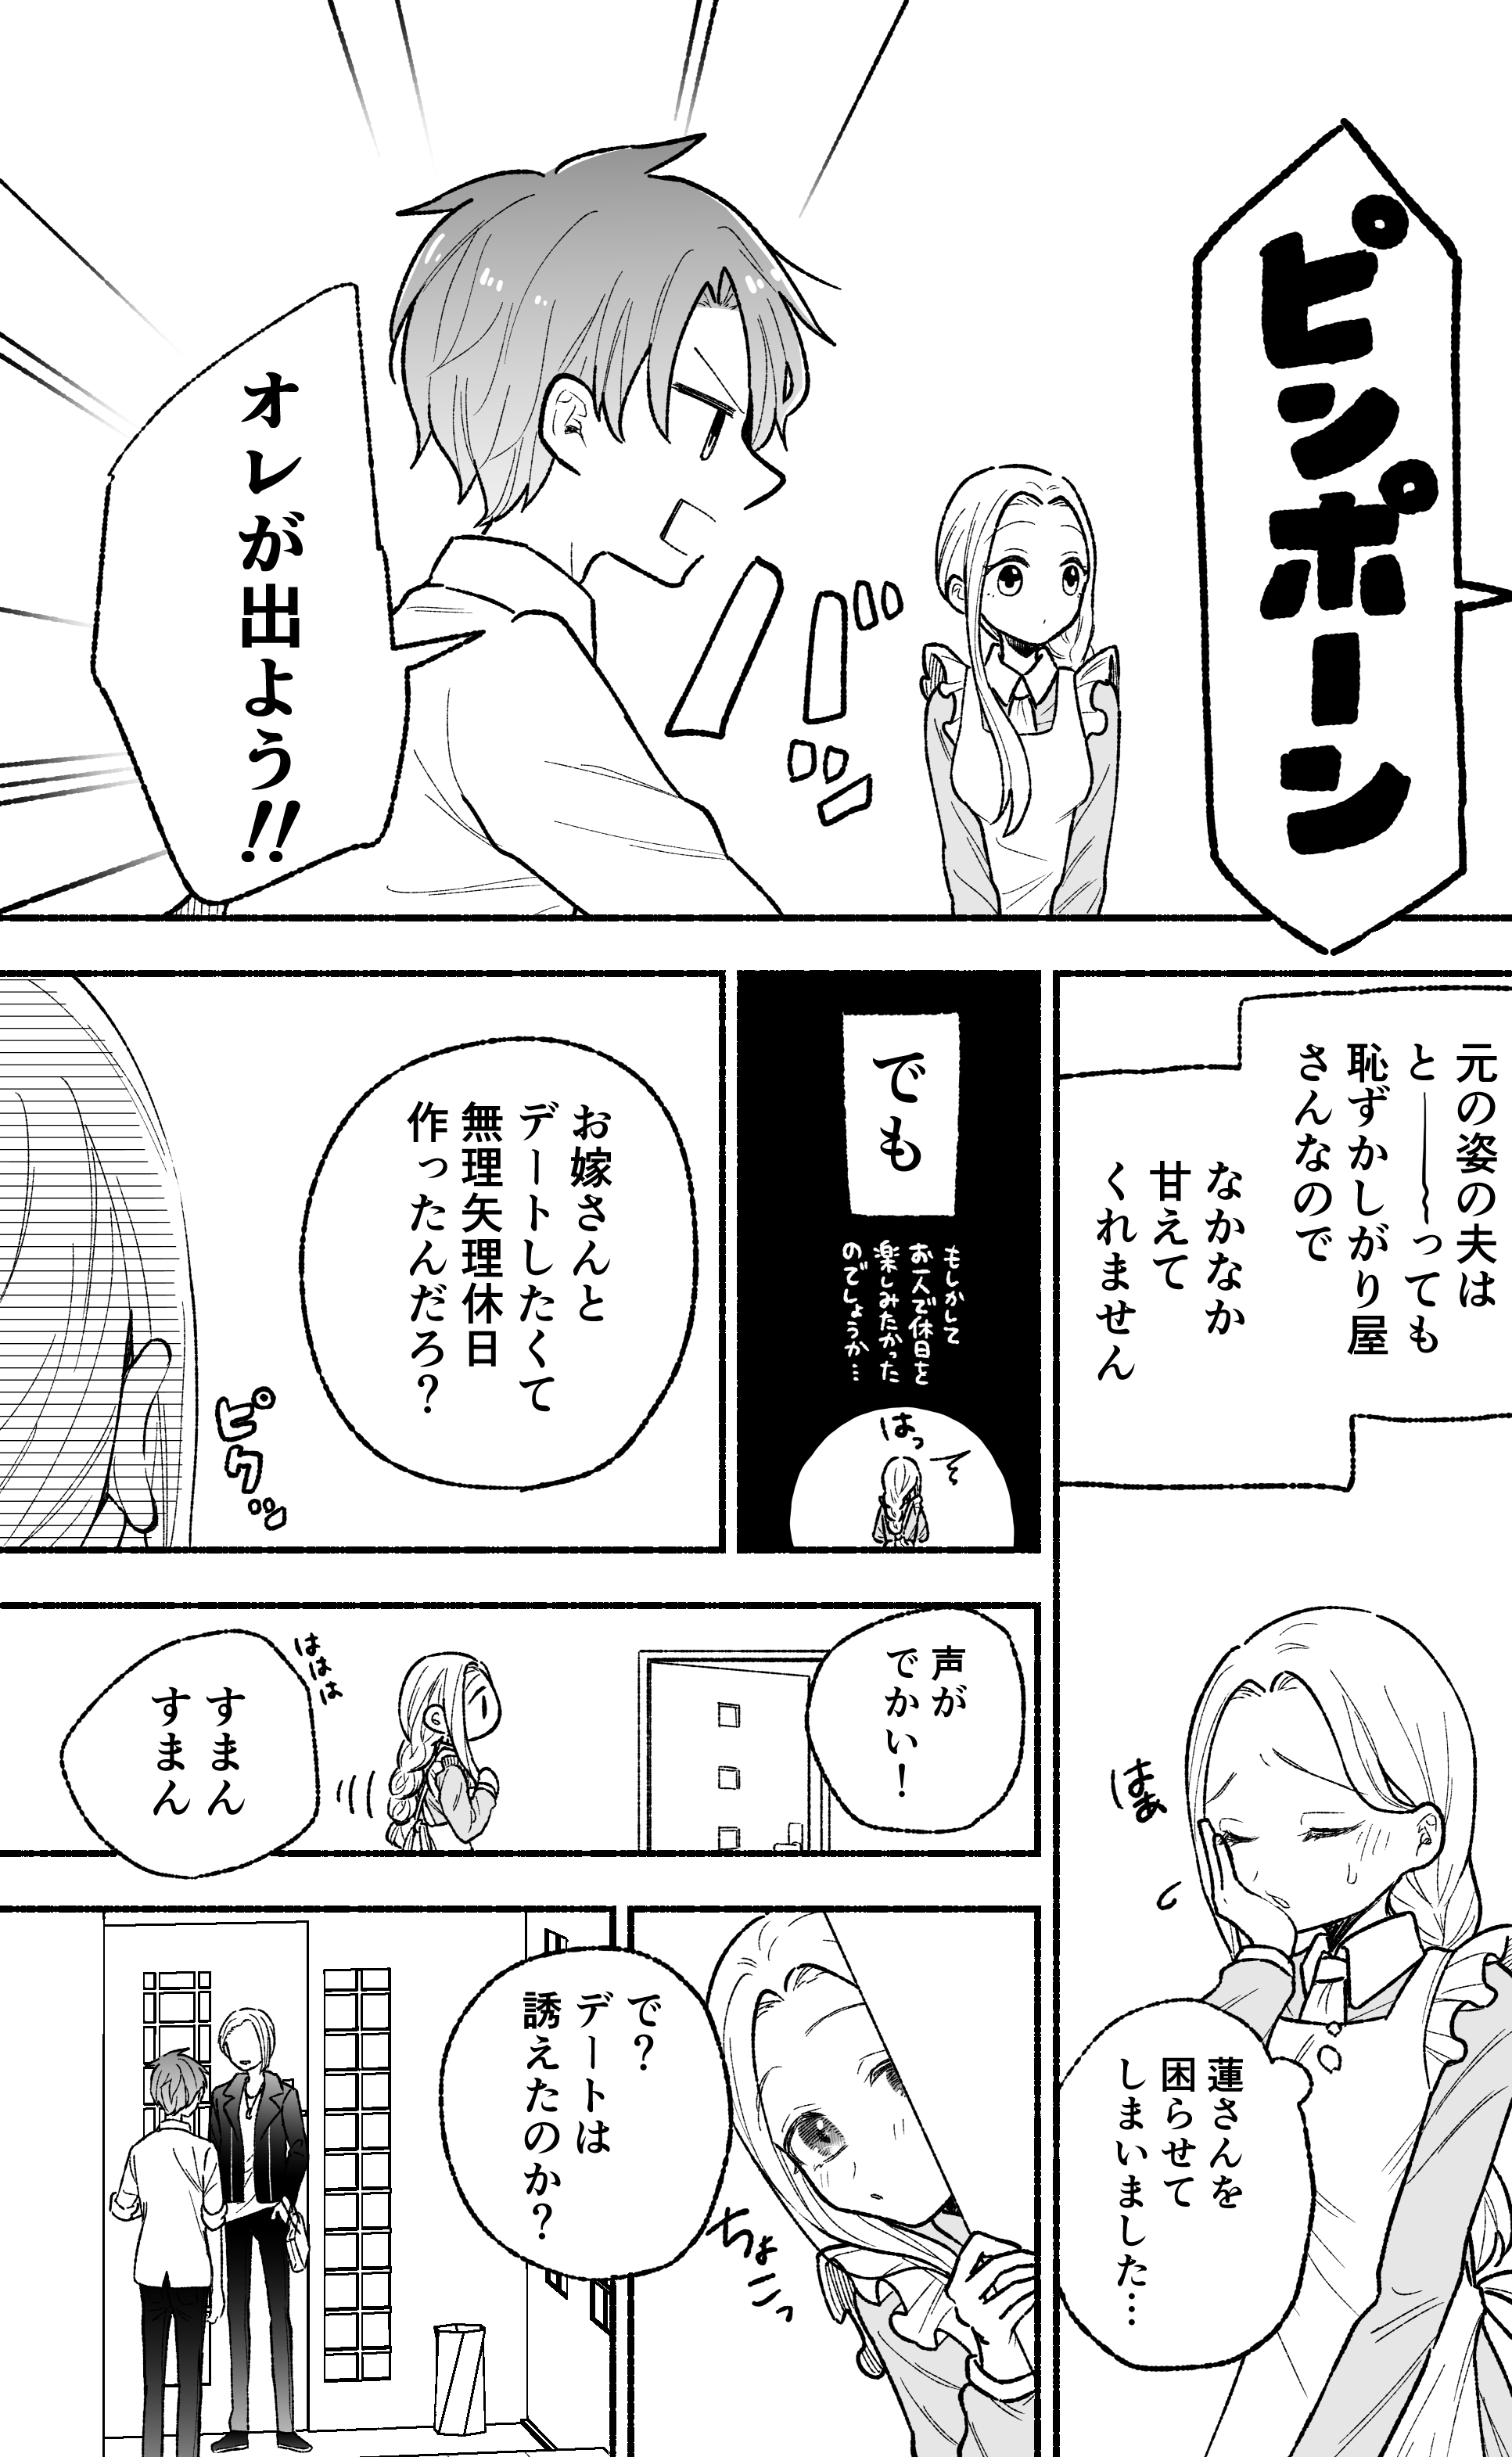 ピンポーン
バッ
オレが出よう!!
元の姿の夫は
と——〜っても
恥ずかしがり屋
さんなので
なかなか
甘えて
くれません
はぁ
蓮さんを
困らせて
しまいました…
でも
もしかして
お一人で休日を
楽しみたかった
のでしょうか…
はっ
お嫁さんと
デートしたくて
無理矢理休日
作ったんだろ？
ピクッ
声が
でかい！
ははは
すまん
すまん
ちょこっ
で？
デートは
誘えたのか？